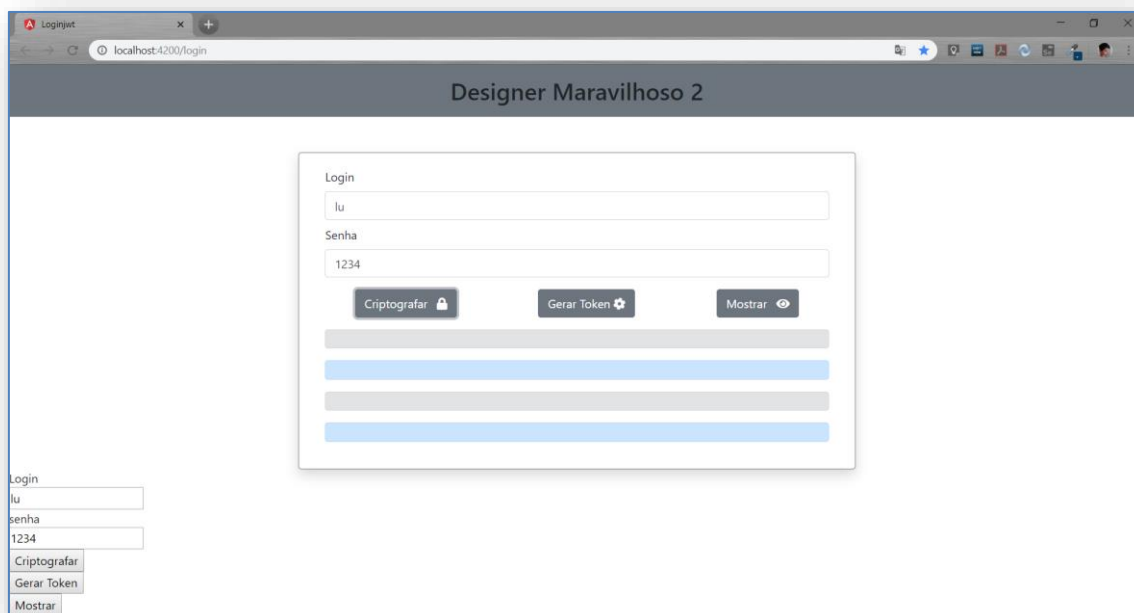 Loginjwt
localhost:4200/login
Designer Maravilhoso 2
Login
lu
Senha
1234
Criptografar Gerar Token Mostrar
Login
lu
senha
1234
Criptografar
Gerar Token
Mostrar